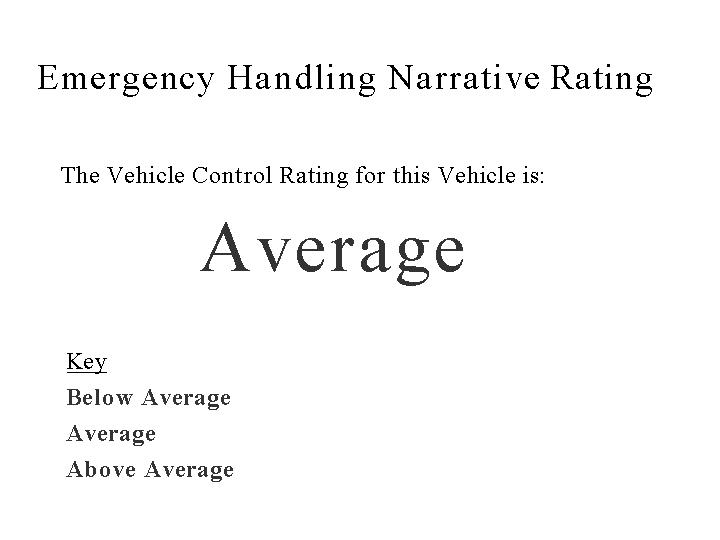 Emergency Handling Narrative Rating
The Vehicle Control Rating for this Vehicle is:
Average
Key
Below Average
Average
Above Average